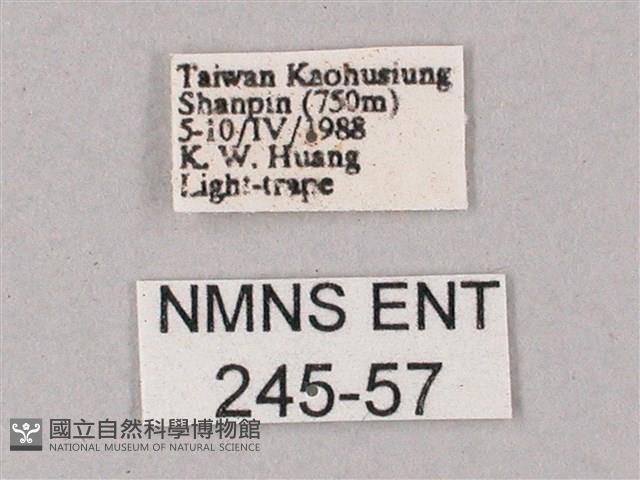 Taiwan Kaohusiung
Shanpin (750m)
5-10/IV/1988
K. W. Huang
Light-trape
NMNS ENT
245-57
國立自然科學博物館
NATIONAL MUSEUM OF NATURAL SCIENCE